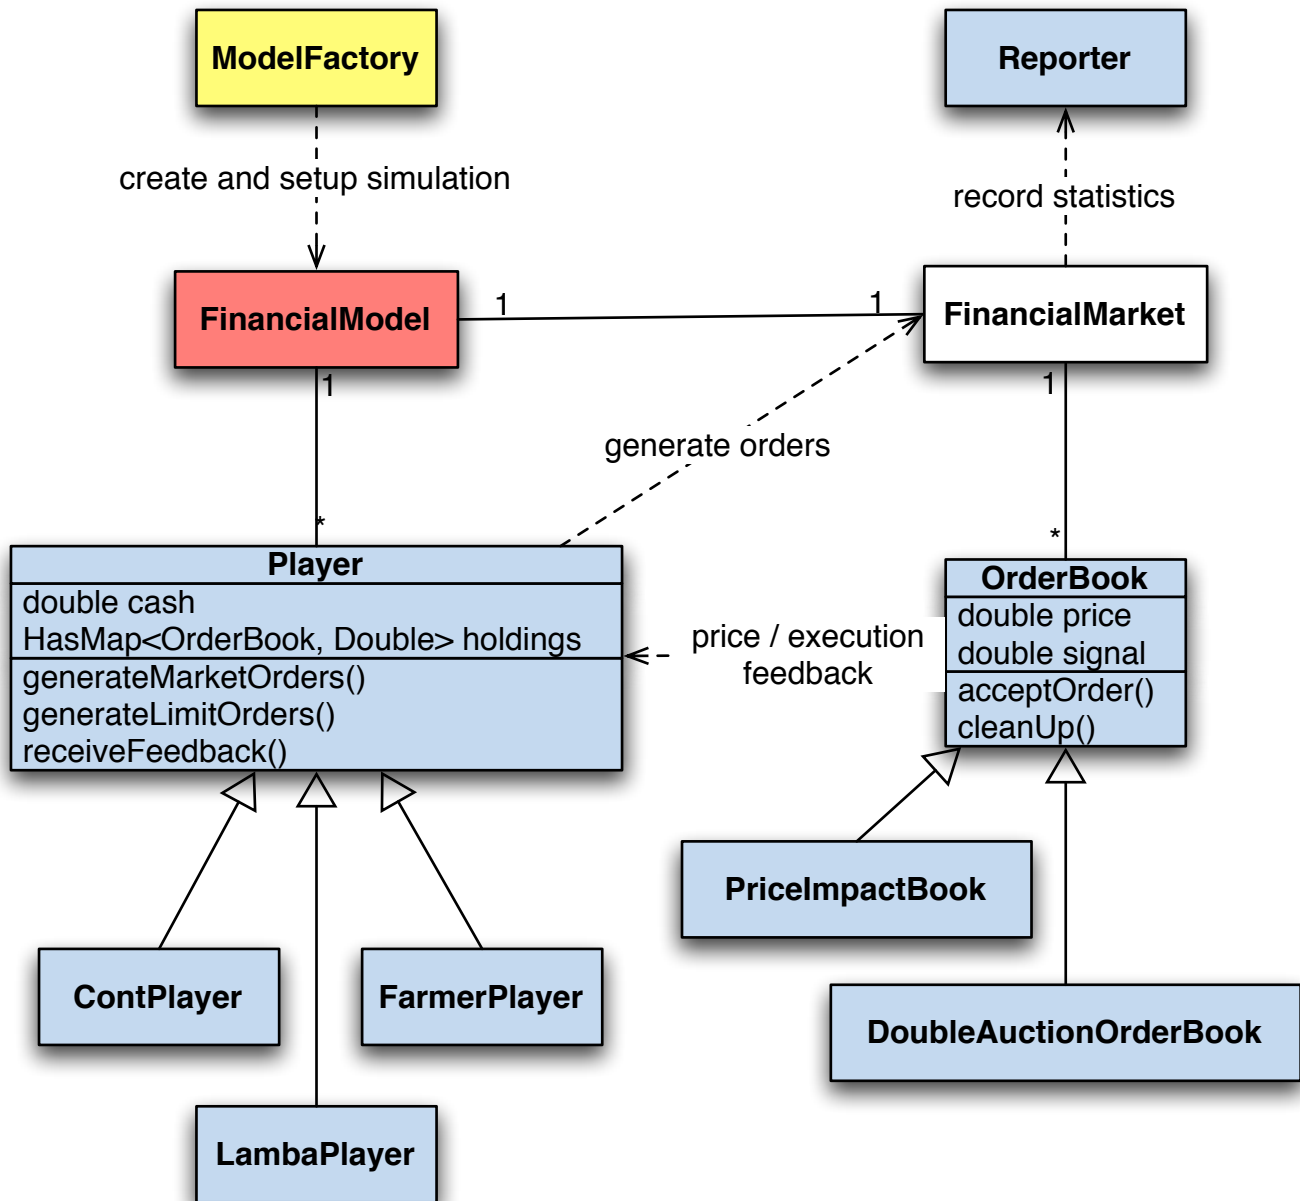 ModelFactory
Reporter
create and setup simulation
record statistics
FinancialModel
1
1
FinancialMarket
1
1
generate orders
*
*
Player
double cash
HasMap<OrderBook, Double> holdings
generateMarketOrders()
generateLimitOrders()
receiveFeedback()
price / execution
feedback
OrderBook
double price
double signal
acceptOrder()
cleanUp()
PriceImpactBook
ContPlayer
FarmerPlayer
DoubleAuctionOrderBook
LambaPlayer